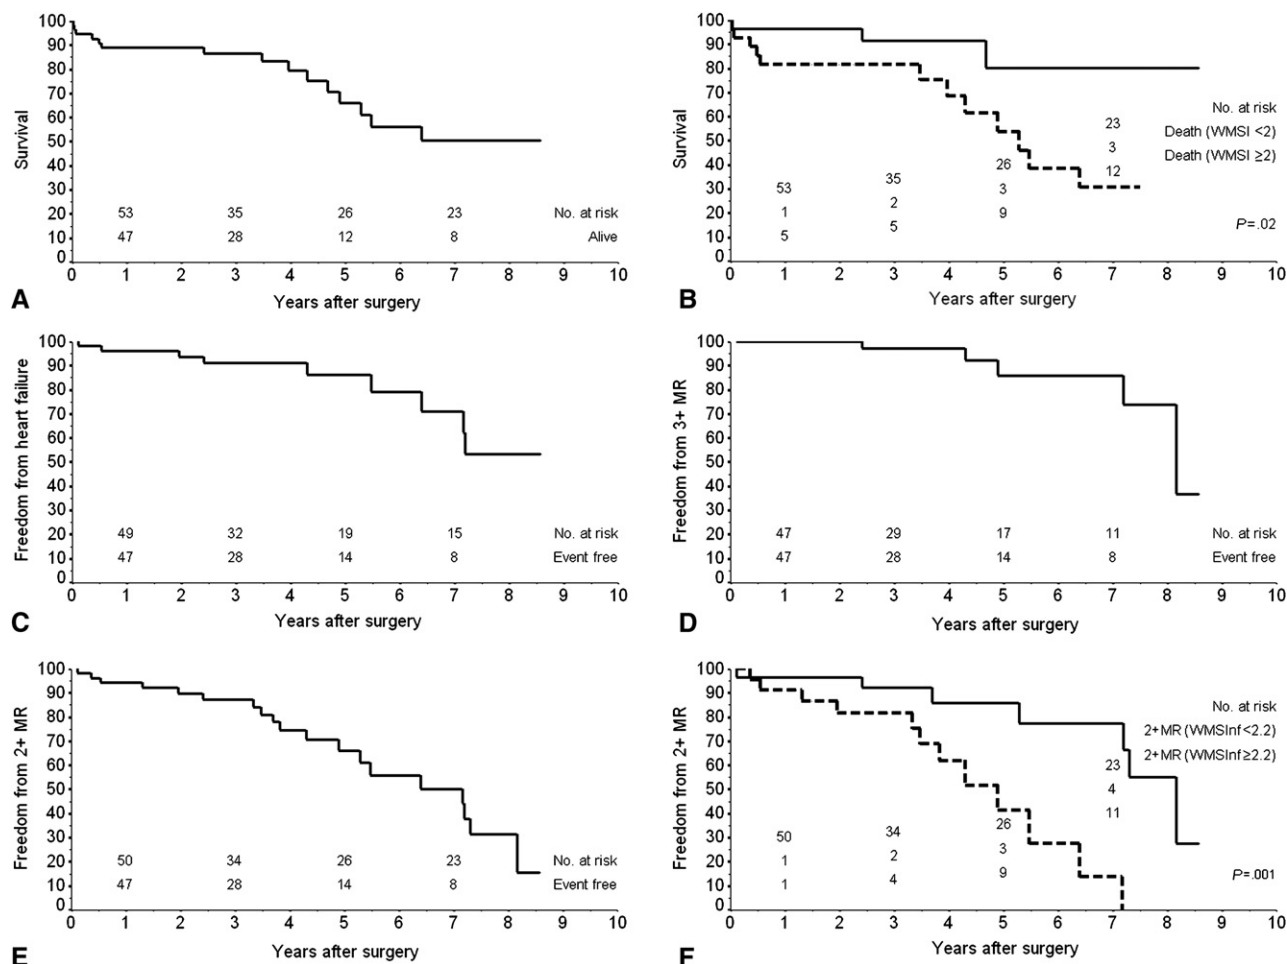 100
90
80
70
60
50
40
30
20
10
0
Survival
53 35 26 23 No. at risk
47 28 12 8 Alive
0 1 2 3 4 5 6 7 8 9 10
Years after surgery
A
100
90
80
70
60
50
40
30
20
10
0
Survival
No. at risk
Death (WMSI <2)
Death (WMSI ≥2)
53
1
5
35
2
5
26
3
9
23
3
12
P=.02
0 1 2 3 4 5 6 7 8 9 10
Years after surgery
B
100
90
80
70
60
50
40
30
20
10
0
Freedom from heart failure
49 32 19 15 No. at risk
47 28 14 8 Event free
0 1 2 3 4 5 6 7 8 9 10
Years after surgery
C
100
90
80
70
60
50
40
30
20
10
0
Freedom from 3+ MR
47 29 17 11 No. at risk
47 28 14 8 Event free
0 1 2 3 4 5 6 7 8 9 10
Years after surgery
D
100
90
80
70
60
50
40
30
20
10
0
Freedom from 2+ MR
50 34 26 23 No. at risk
47 28 14 8 Event free
0 1 2 3 4 5 6 7 8 9 10
Years after surgery
E
100
90
80
70
60
50
40
30
20
10
0
Freedom from 2+ MR
No. at risk
2+MR (WMSInf<2.2)
2+MR (WMSInf≥2.2)
50
1
1
34
2
4
26
3
9
23
4
11
P=.001
0 1 2 3 4 5 6 7 8 9 10
Years after surgery
F